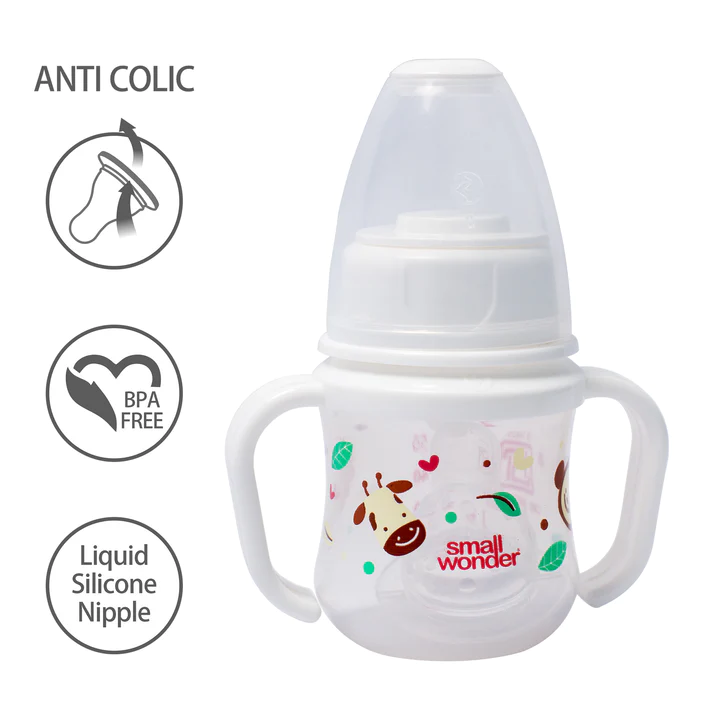 ANTI COLIC
BPA
FREE
Liquid
Silicone
Nipple
small
wonder